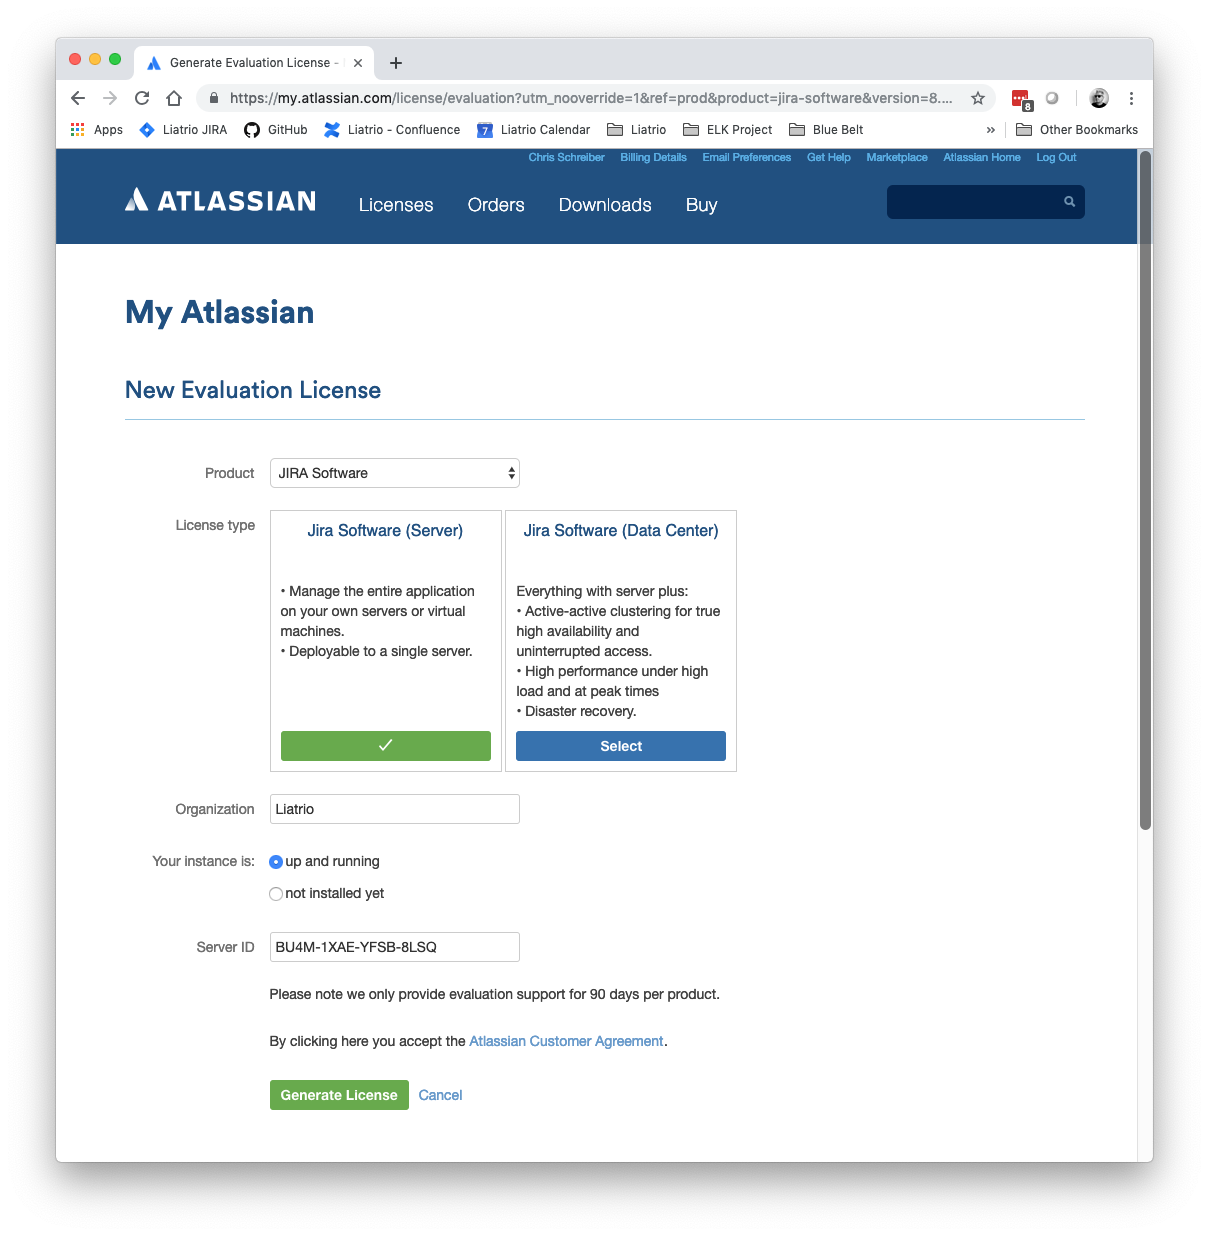 Generate Evaluation License -
https://my.atlassian.com/license/evaluation?utm_nooverride=1&ref=prod&product=jira-software&version=8....
8
Apps Liatrio JIRA GitHub Liatrio - Confluence 7 Liatrio Calendar Liatrio ELK Project Blue Belt » Other Bookmarks
Chris Schreiber Billing Details Email Preferences Get Help Marketplace Atlassian Home Log Out
ATLASSIAN Licenses Orders Downloads Buy
My Atlassian
New Evaluation License
Product JIRA Software
License type
Jira Software (Server)
• Manage the entire application
on your own servers or virtual
machines.
• Deployable to a single server.
Jira Software (Data Center)
Everything with server plus:
• Active-active clustering for true
high availability and
uninterrupted access.
• High performance under high
load and at peak times
• Disaster recovery.
Select
Organization Liatrio
Your instance is: up and running
not installed yet
Server ID BU4M-1XAE-YFSB-8LSQ
Please note we only provide evaluation support for 90 days per product.
By clicking here you accept the Atlassian Customer Agreement.
Generate License Cancel